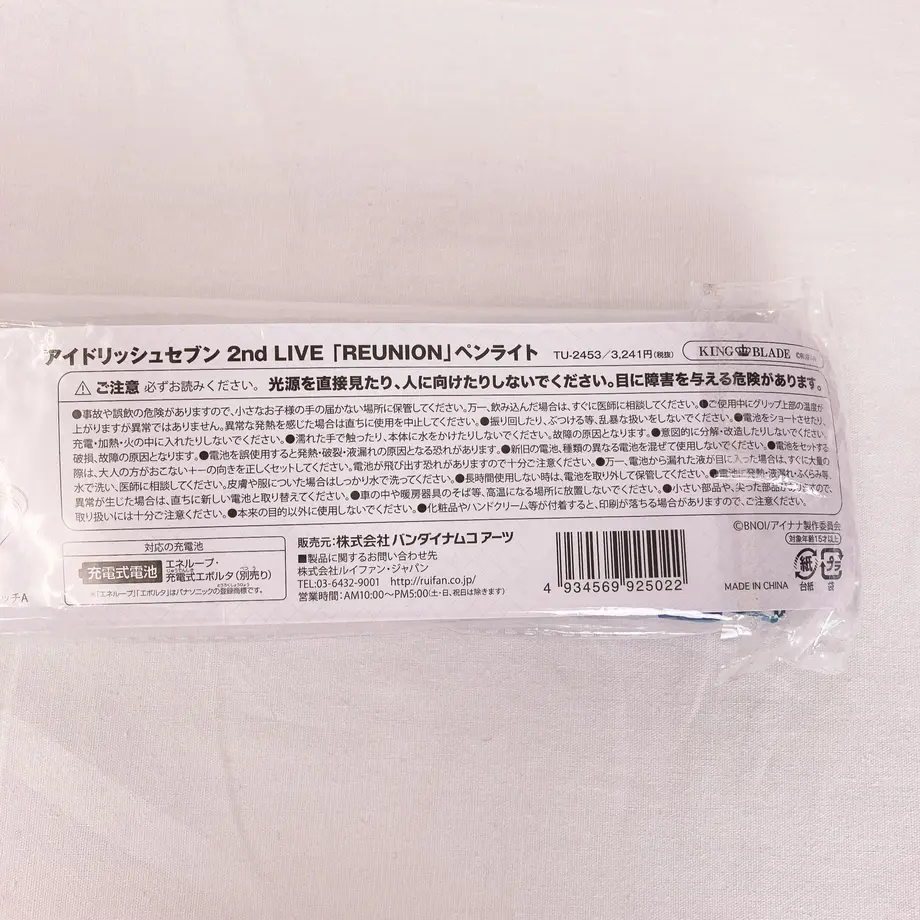 アイドリッシュセブン 2nd LIVE「REUNION」ペンライト TU-2453/3,241円(税抜) KING BLADE
ご注意 必ずお読みください。 光源を直接見たり、人に向けたりしないでください。目に障害を与える危険があります。
●事故や誤飲の危険がありますので、小さなお子様の手の届かない場所に保管してください。万一、飲み込んだ場合は、すぐに医師に相談してください。●ご使用中にグリップ上部の温度が
上がりますが異常ではありません。異常な発熱を感じた場合は直ちに使用を中止してください。●振り回したり、ぶつける等、乱暴な扱いをしないでください。●電池をショートさせたり、
充電・加熱・火の中に入れたりしないでください。●濡れた手で触ったり、本体に水をかけたりしないでください。故障の原因となります。●意図的に分解・改造したりしないでください。
破損、故障の原因となります。●電池を誤使用すると発熱・破裂・液漏れの原因となる恐れがあります。●新旧の電池、種類の異なる電池を混ぜて使用しないでください。●電池をセットする
際は、大人の方がおこない+−の向きを正しくセットしてください。電池が飛び出す恐れがありますので十分ご注意ください。●万一、電池から漏れた液が目に入った場合は、すぐに大量の
水で洗い、医師に相談してください。皮膚や服についた場合はしっかり水で洗ってください。●長時間使用しない時は、電池を取り外して保管してください。●電池に発熱・液漏れ・ふくらみ等、
異常が生じた場合は、直ちに新しい電池と取り替えてください。●車の中や暖房器具のそば等、高温になる場所に放置しないでください。●小さい部品や、尖った部品がありますので、
取り扱いには十分ご注意ください。●本来の目的以外に使用しないでください。●化粧品やハンドクリーム等が付着すると、印刷が落ちる場合がありますので、ご注意ください。
©BNOI/アイナナ製作委員会
対象年齢15才以上
対応の充電池
充電式電池
エネループ・
充電式エボルタ(別売り)
※「エネループ」「エボルタ」はパナソニックの登録商標です。
ッチA
販売元:株式会社 バンダイナムコ アーツ
■製品に関するお問い合わせ先
株式会社ルイファン・ジャパン
TEL:03-6432-9001 http://ruifan.co.jp/
営業時間:AM10:00〜PM5:00(土・日、祝日は除きます)
4 934569 925022
MADE IN CHINA
紙
プラ
台紙
袋